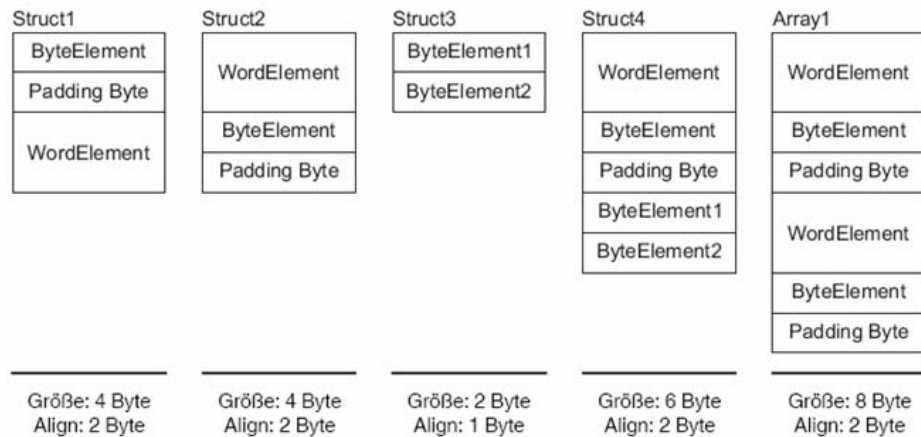 Struct1
ByteElement
Padding Byte
WordElement
Größe: 4 Byte
Align: 2 Byte
Struct2
WordElement
ByteElement
Padding Byte
Größe: 4 Byte
Align: 2 Byte
Struct3
ByteElement1
ByteElement2
Größe: 2 Byte
Align: 1 Byte
Struct4
WordElement
ByteElement
Padding Byte
ByteElement1
ByteElement2
Größe: 6 Byte
Align: 2 Byte
Array1
WordElement
ByteElement
Padding Byte
WordElement
ByteElement
Padding Byte
Größe: 8 Byte
Align: 2 Byte